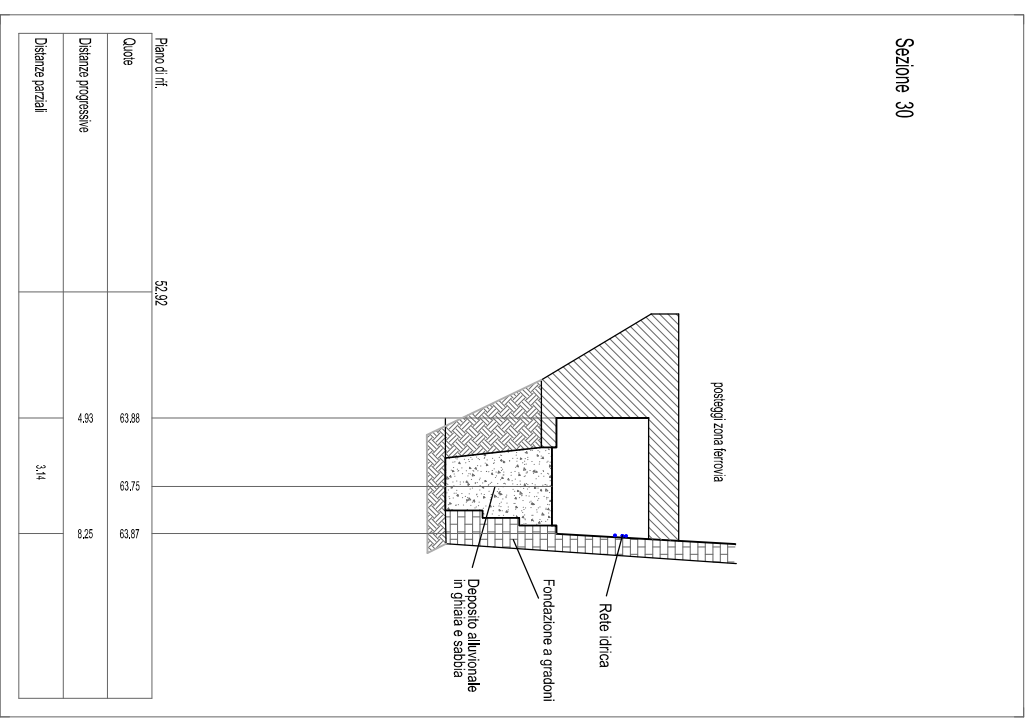 Sezione 30
posteggi zona ferrovia
Rete idrica
Fondazione a gradoni
Deposito alluvionale
in ghiaia e sabbia
Piano di rif. 52.92
Quote 63.88 63.75 63.87
Distanze progressive 4.93 8.25
Distanze parziali 3.14